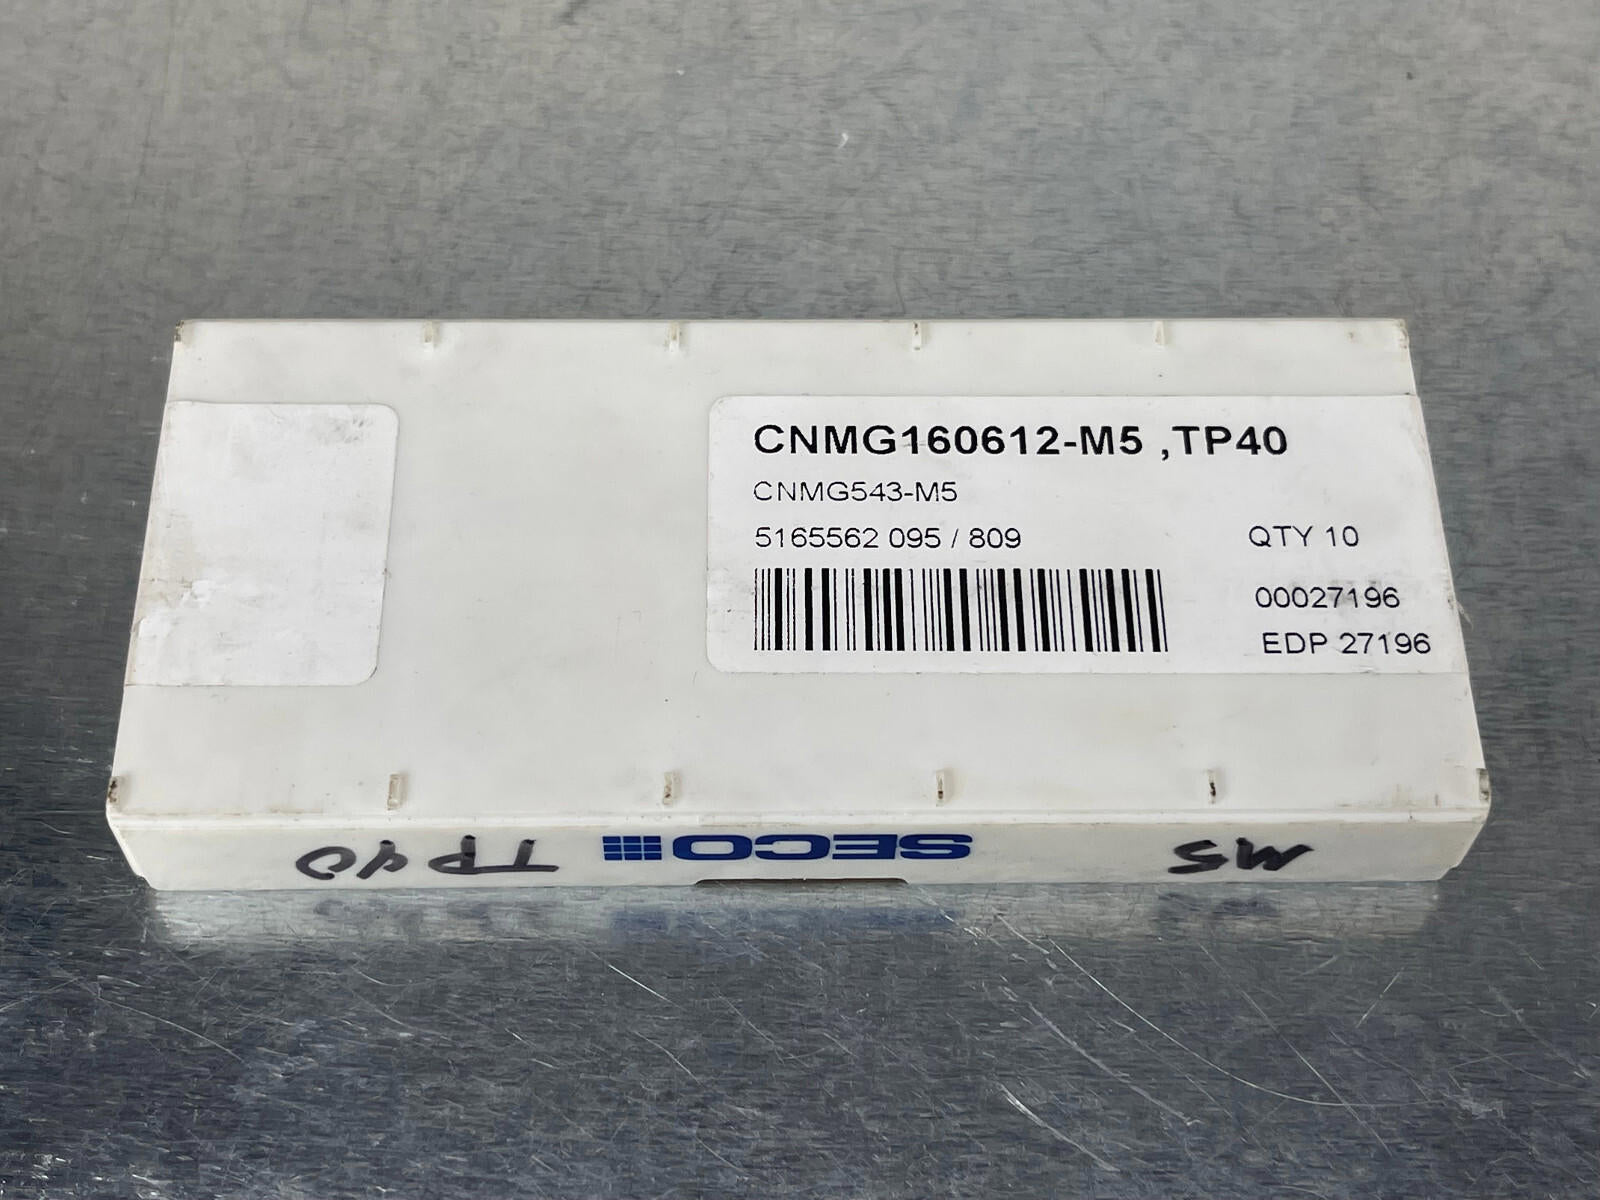 CNMG160612-M5 ,TP40
CNMG543-M5
5165562 095 / 809
QTY 10
00027196
EDP 27196
M5
SECO
TP40